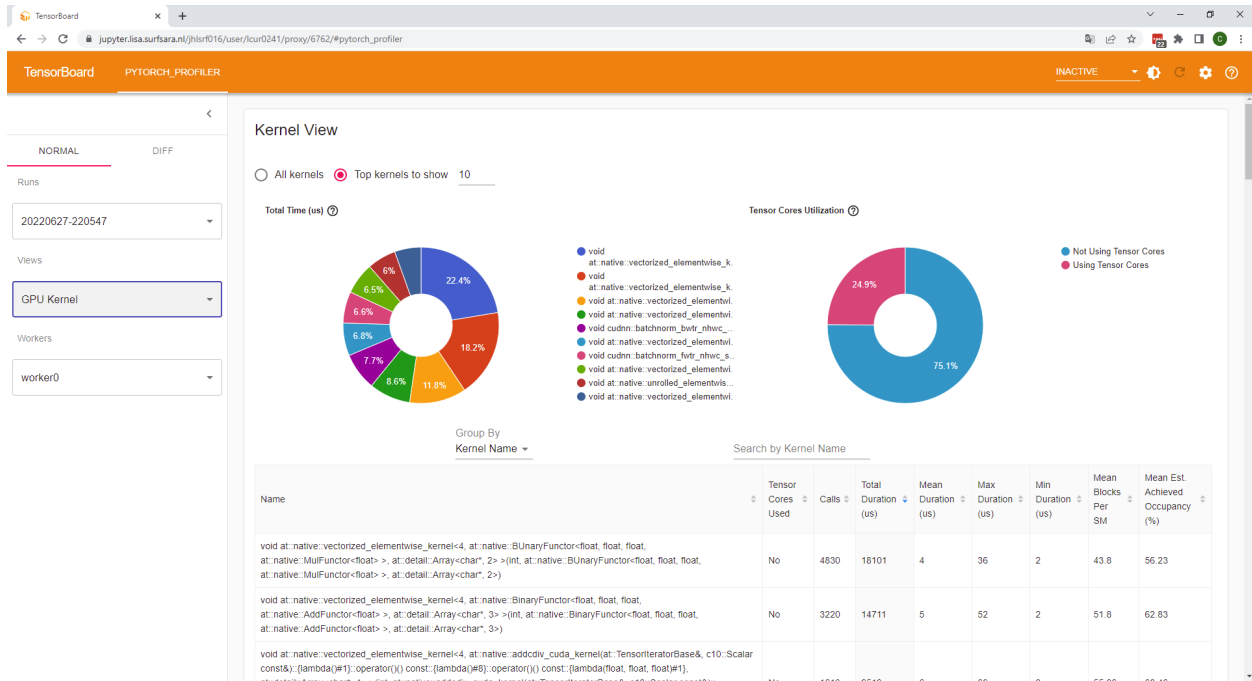 TensorBoard
jupyter.lisa.surfsara.nl/jhlsrf016/user/lcur0241/proxy/6762/#pytorch_profiler
22
C
TensorBoard
PYTORCH_PROFILER
INACTIVE
NORMAL
DIFF
Runs
20220627-220547
Views
GPU Kernel
Workers
worker0
Kernel View
All kernels
Top kernels to show
10
Total Time (us)
22.4%
18.2%
11.8%
8.6%
7.7%
6.8%
6.6%
6.5%
6%
void
at::native::vectorized_elementwise_k.
void
at::native::vectorized_elementwise_k.
void at::native::vectorized_elementwi.
void at::native::vectorized_elementwi.
void cudnn::batchnorm_bwtr_nhwc_...
void at::native::vectorized_elementwi.
void cudnn::batchnorm_fwtr_nhwc_s..
void at::native::vectorized_elementwi.
void at::native::unrolled_elementwis...
void at::native::vectorized_elementwi.
Tensor Cores Utilization
24.9%
75.1%
Not Using Tensor Cores
Using Tensor Cores
Group By
Kernel Name
Search by Kernel Name
Name
Tensor Cores Used
Calls
Total Duration (us)
Mean Duration (us)
Max Duration (us)
Min Duration (us)
Mean Blocks Per SM
Mean Est. Achieved Occupancy (%)
void at::native::vectorized_elementwise_kernel<4, at::native::BUnaryFunctor<float, float, float,
at::native::MulFunctor<float> >, at::detail::Array<char*, 2> >(int, at::native::BUnaryFunctor<float, float, float,
at::native::MulFunctor<float> >, at::detail::Array<char*, 2>)
No
4830
18101
4
36
2
43.8
56.23
void at::native::vectorized_elementwise_kernel<4, at::native::BinaryFunctor<float, float, float,
at::native::AddFunctor<float> >, at::detail::Array<char*, 3> >(int, at::native::BinaryFunctor<float, float, float,
at::native::AddFunctor<float> >, at::detail::Array<char*, 3>)
No
3220
14711
5
52
2
51.8
62.83
void at::native::vectorized_elementwise_kernel<4, at::native::addcdiv_cuda_kernel(at::TensorIteratorBase&, c10::Scalar
const&)::{lambda()#1}::operator()() const::{lambda()#8}::operator()() const::{lambda(float, float, float)#1},